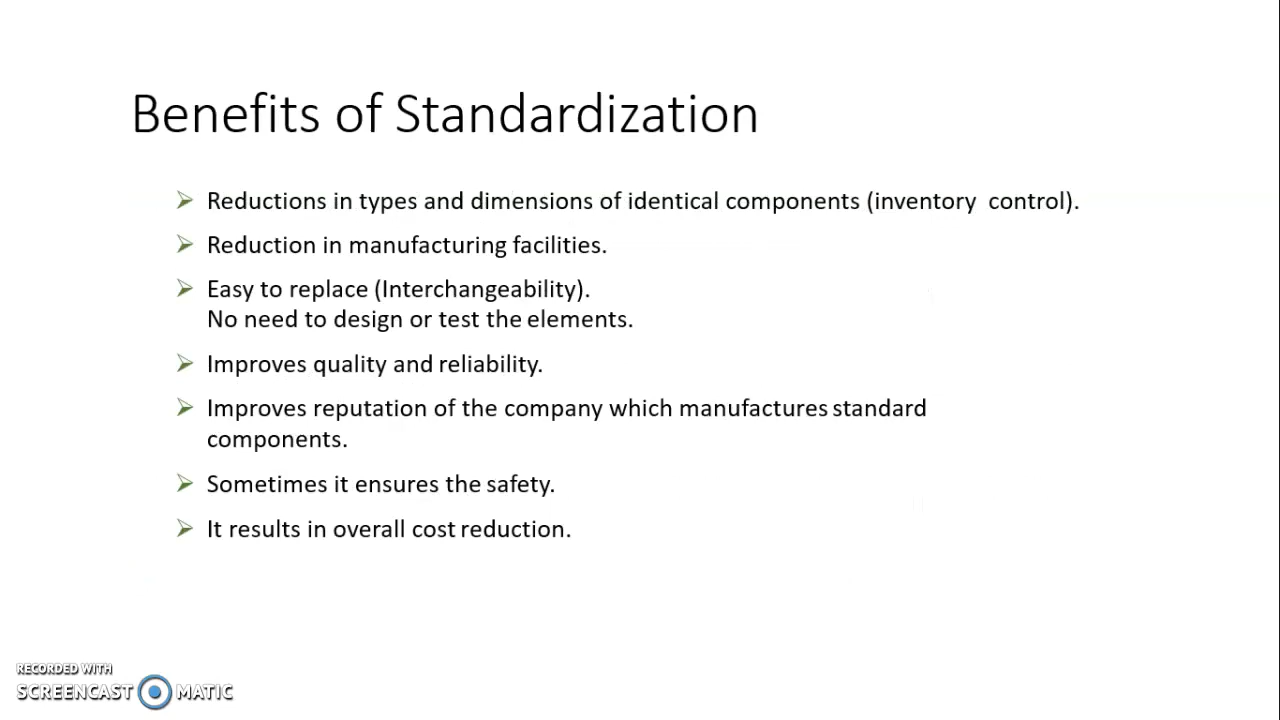 Benefits of Standardization
Reductions in types and dimensions of identical components (inventory control).
Reduction in manufacturing facilities.
Easy to replace (Interchangeability).
No need to design or test the elements.
Improves quality and reliability.
Improves reputation of the company which manufactures standard
components.
Sometimes it ensures the safety.
It results in overall cost reduction.
RECORDED WITH
SCREENCAST MATIC